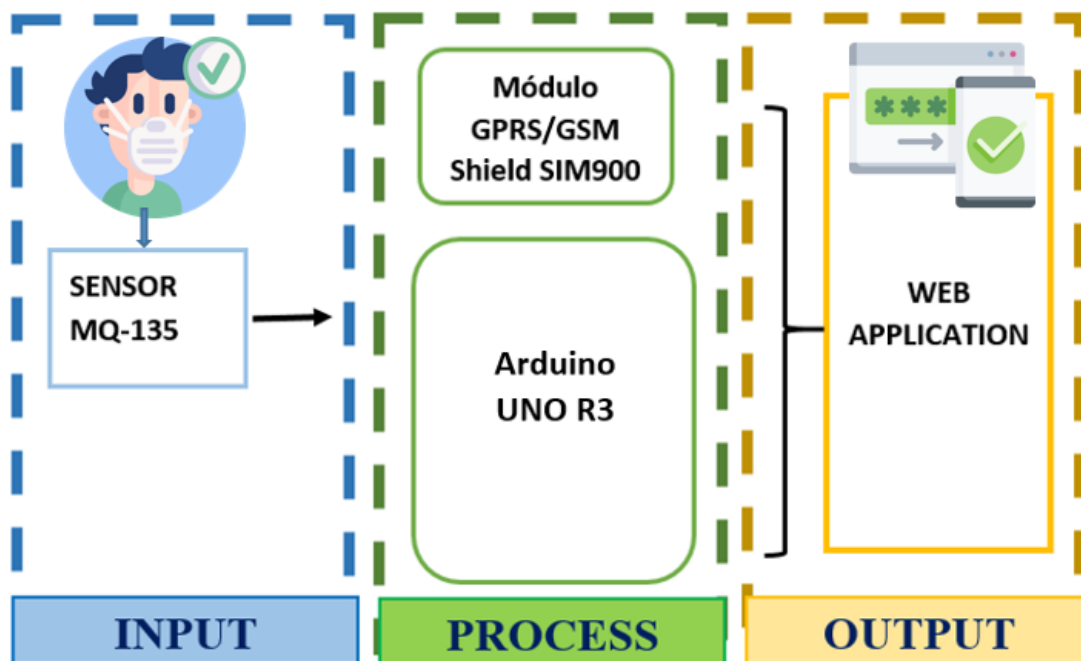 SENSOR
MQ-135
INPUT
Módulo
GPRS/GSM
Shield SIM900
Arduino
UNO R3
PROCESS
***
WEB
APPLICATION
OUTPUT